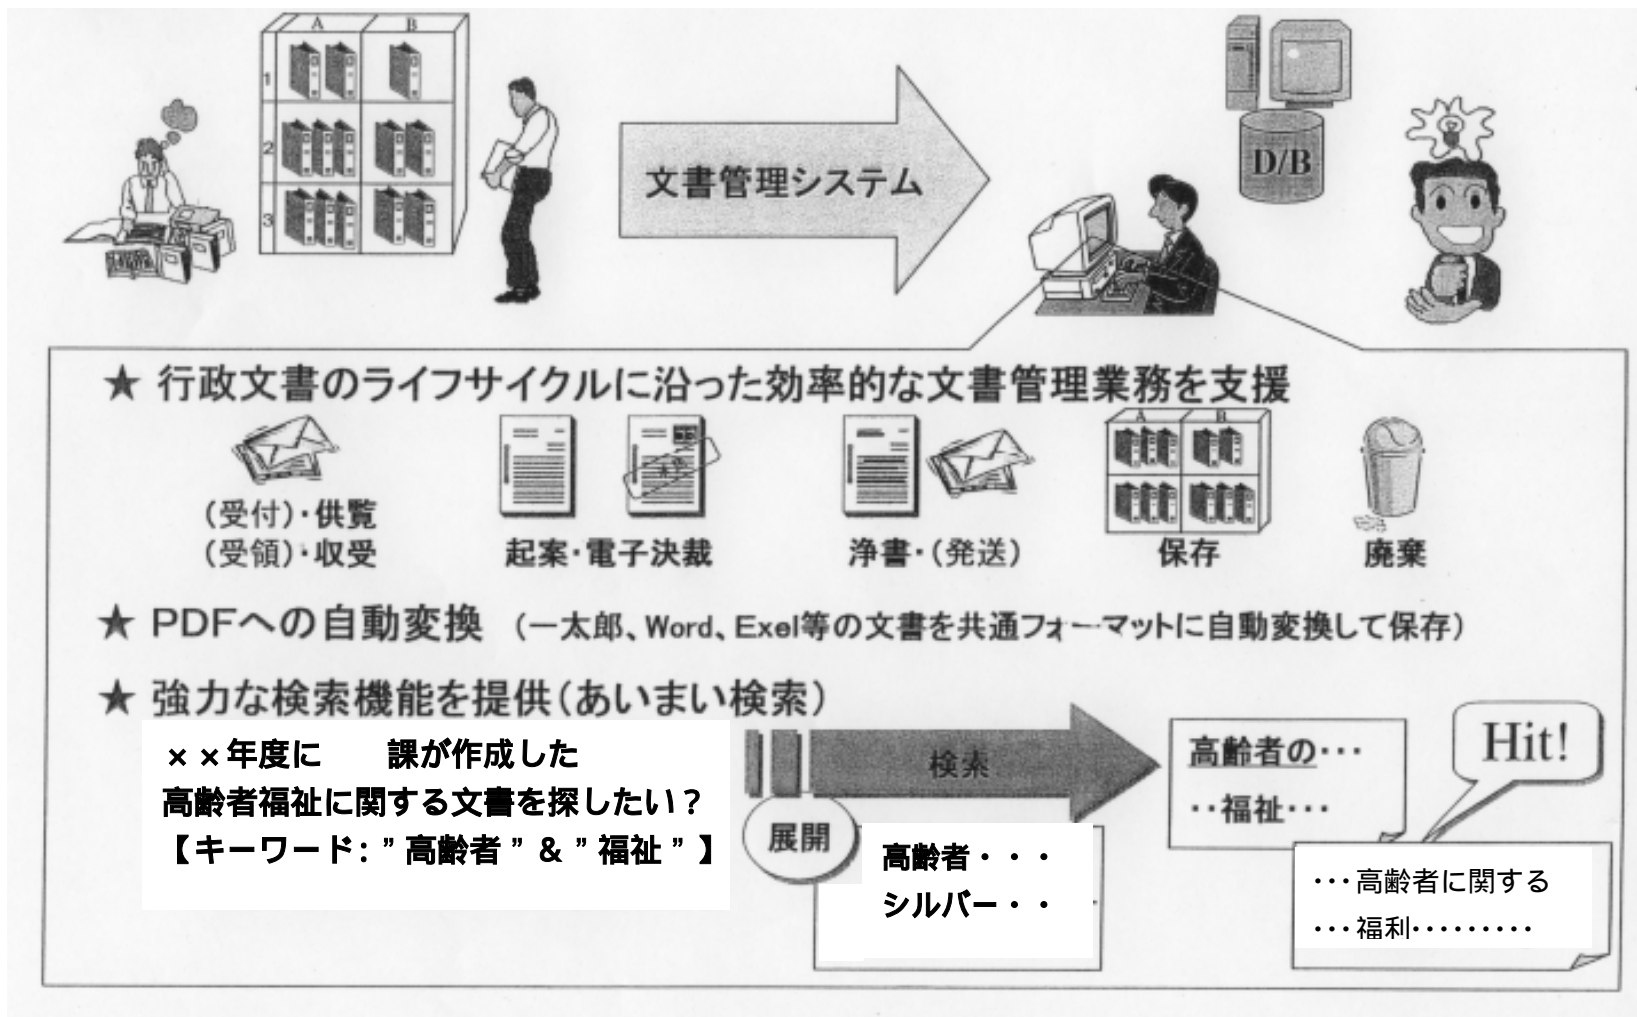 A B
1
2
3
文書管理システム
D/B
★ 行政文書のライフサイクルに沿った効率的な文書管理業務を支援
A B
(受付)・供覧
(受領)・収受
起案・電子決裁
浄書・(発送)
保存
廃棄
★ PDFへの自動変換 (一太郎、Word、Exel等の文書を共通フォーマットに自動変換して保存)
★ 強力な検索機能を提供(あいまい検索)
××年度に　　課が作成した
高齢者福祉に関する文書を探したい?
【キーワード:”高齢者”&”福祉”】
検索
展開
高齢者・・・
シルバー・・
高齢者の・・・
・・福祉・・・
Hit!
・・・高齢者に関する
・・・福利・・・・・・・・・